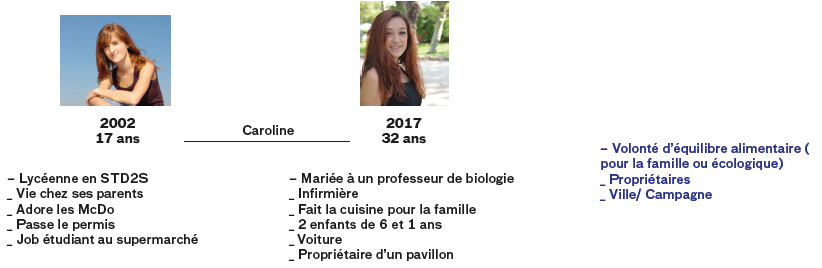 2002
17 ans
Caroline
2017
32 ans
– Lycéenne en STD2S
_ Vie chez ses parents
_ Adore les McDo
_ Passe le permis
_ Job étudiant au supermarché
– Mariée à un professeur de biologie
_ Infirmière
_ Fait la cuisine pour la famille
_ 2 enfants de 6 et 1 ans
_ Voiture
_ Propriétaire d’un pavillon
– Volonté d’équilibre alimentaire (
pour la famille ou écologique)
_ Propriétaires
_ Ville/ Campagne